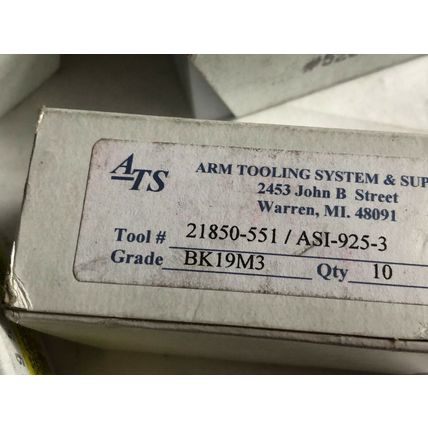 ATS
ARM TOOLING SYSTEM & SUP
2453 John B Street
Warren, MI. 48091
Tool # 21850-551 / ASI-925-3
Grade BK19M3 Qty 10